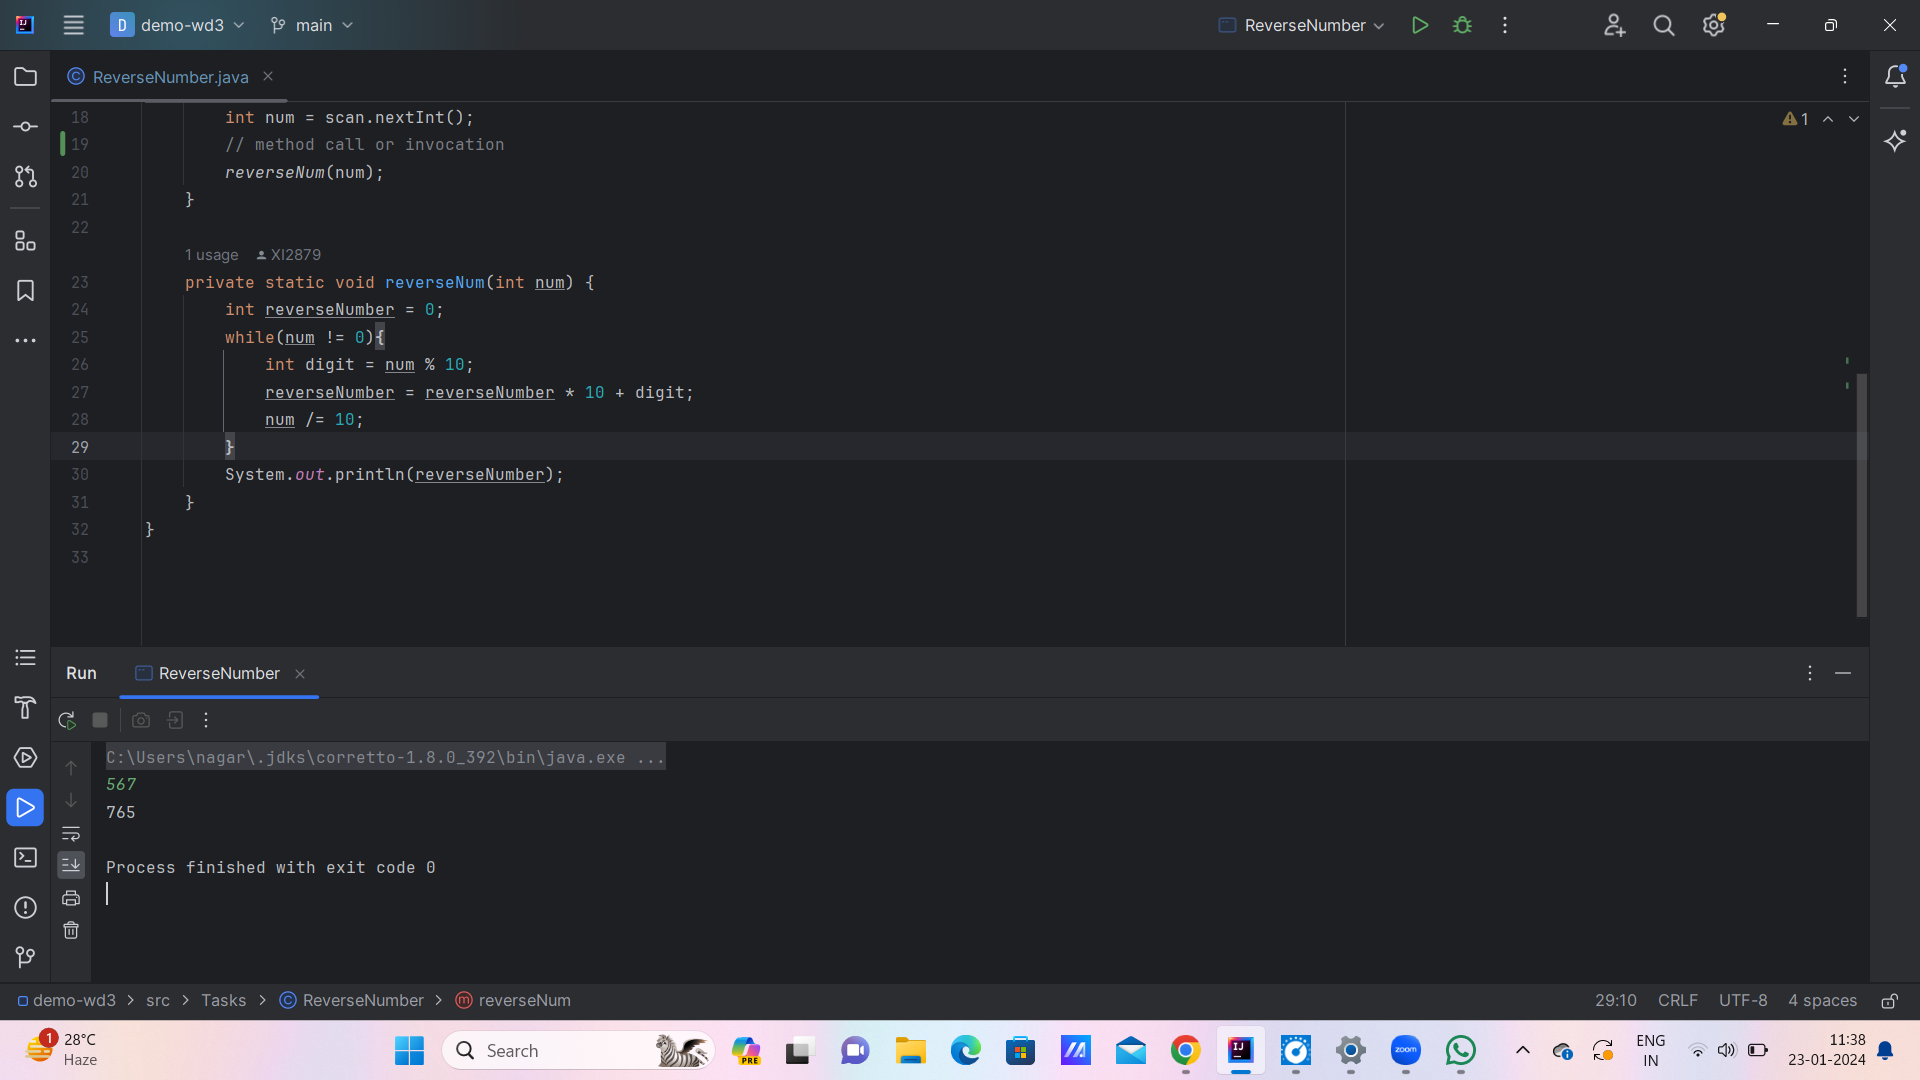 D demo-wd3 main ReverseNumber
ReverseNumber.java
1
18 int num = scan.nextInt();
19 // method call or invocation
20 reverseNum(num);
21 }
22
1 usage XI2879
23 private static void reverseNum(int num) {
24 int reverseNumber = 0;
25 while(num != 0){
26 int digit = num % 10;
27 reverseNumber = reverseNumber * 10 + digit;
28 num /= 10;
29 }
30 System.out.println(reverseNumber);
31 }
32 }
33
Run ReverseNumber
C:\Users\nagar\.jdks\corretto-1.8.0_392\bin\java.exe ...
567
765
Process finished with exit code 0
demo-wd3 > src > Tasks > ReverseNumber > reverseNum 29:10 CRLF UTF-8 4 spaces
1 28°C
Haze
Search
PRE
zoom
ENG
IN
11:38
23-01-2024